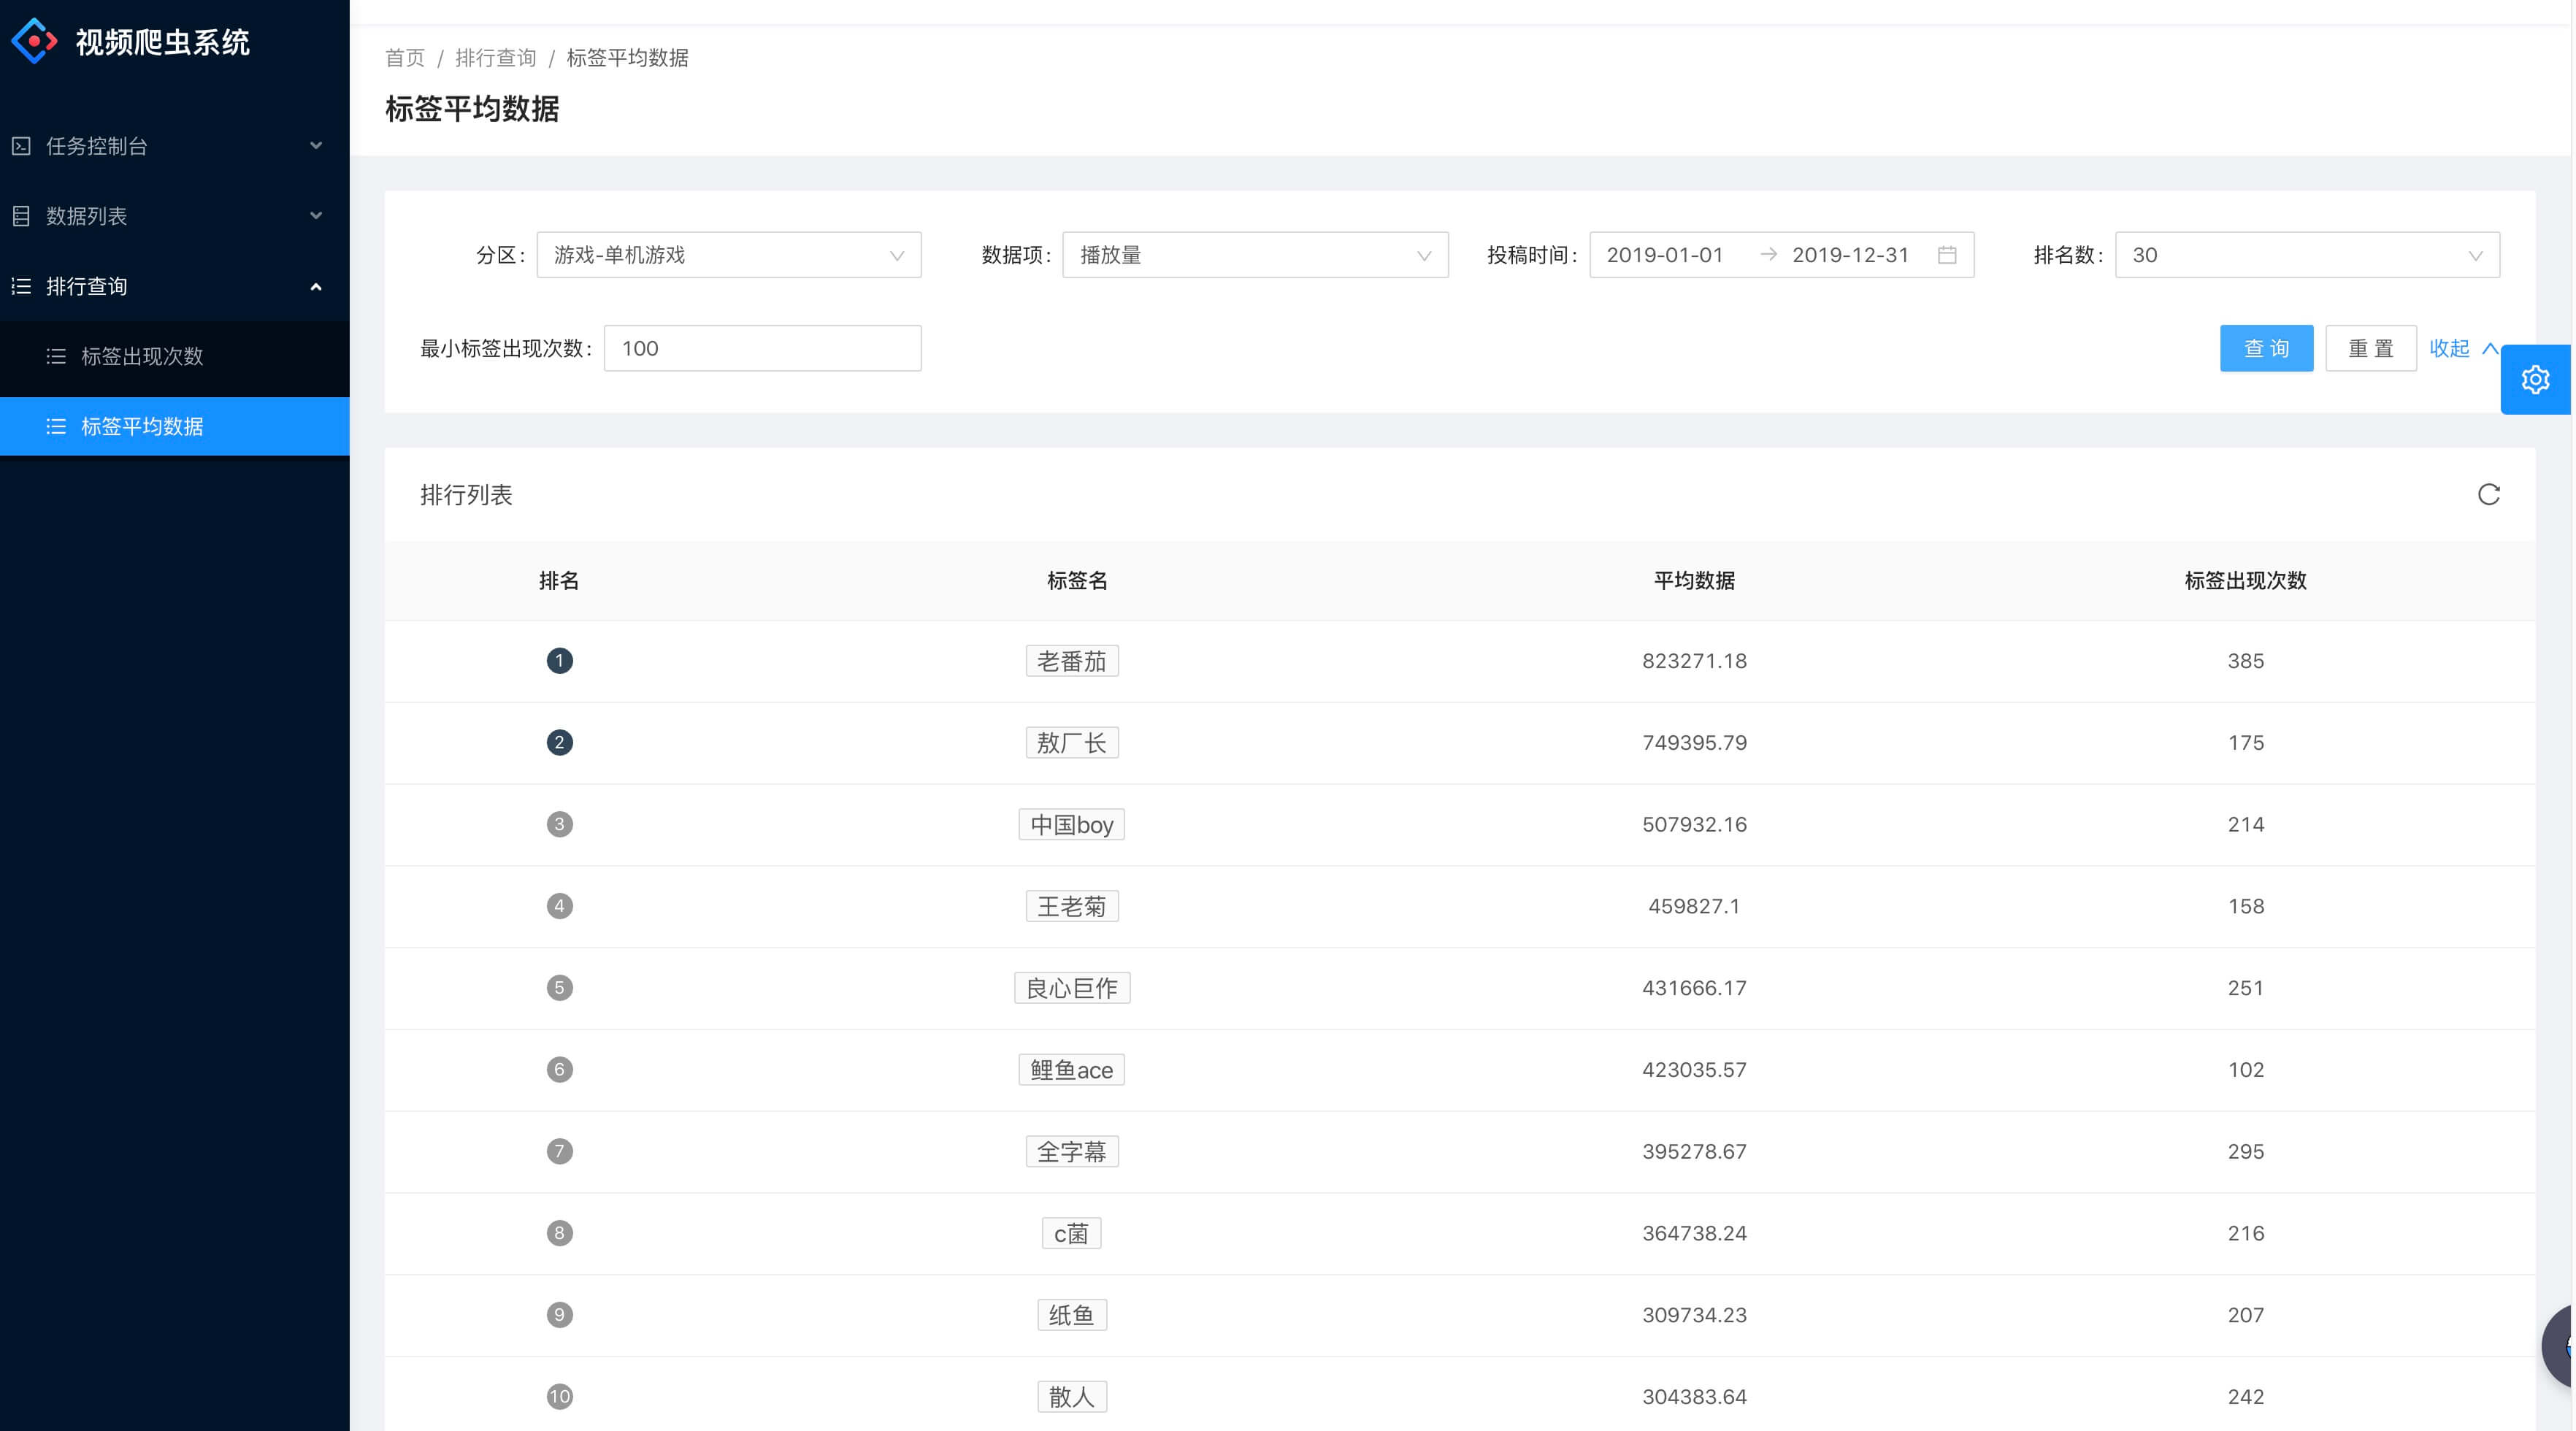 视频爬虫系统
任务控制台
数据列表
排行查询
标签出现次数
标签平均数据
首页 / 排行查询 / 标签平均数据
标签平均数据
分区: 游戏-单机游戏 数据项: 播放量 投稿时间: 2019-01-01 → 2019-12-31 排名数: 30
最小标签出现次数: 100 查 询 重 置 收起
排行列表
排名 标签名 平均数据 标签出现次数
1 老番茄 823271.18 385
2 敖厂长 749395.79 175
3 中国boy 507932.16 214
4 王老菊 459827.1 158
5 良心巨作 431666.17 251
6 鲤鱼ace 423035.57 102
7 全字幕 395278.67 295
8 c菌 364738.24 216
9 纸鱼 309734.23 207
10 散人 304383.64 242